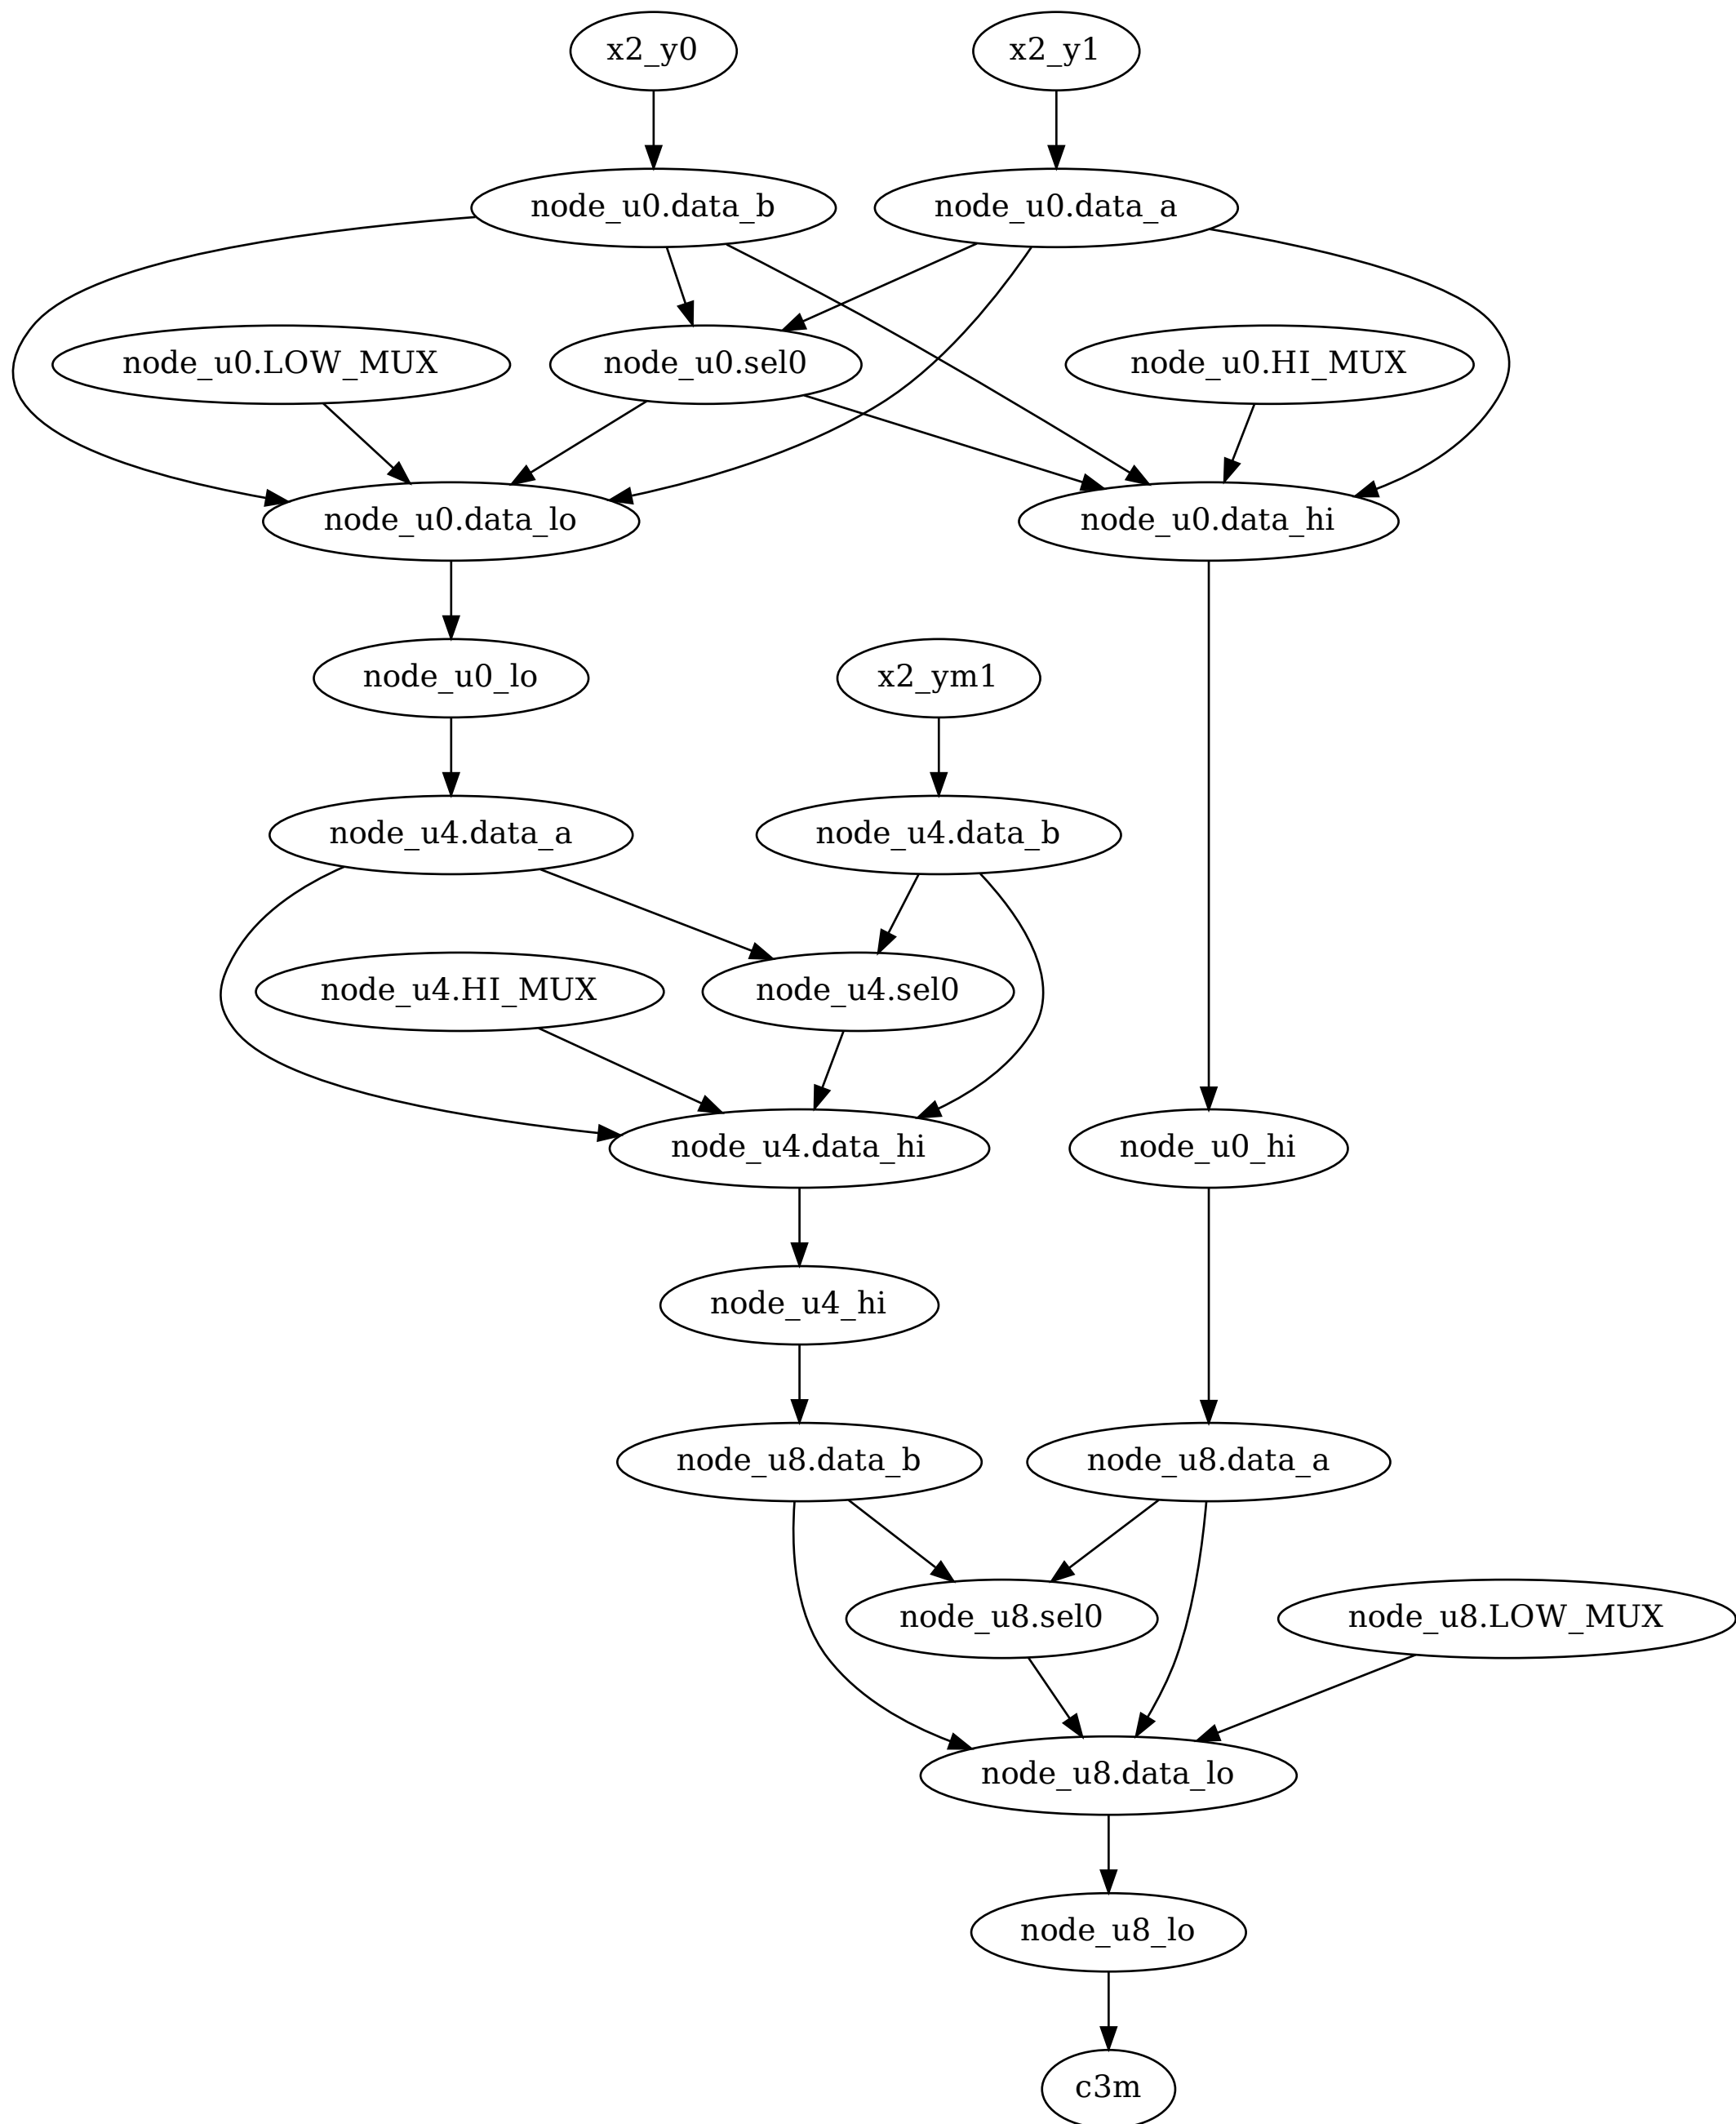 x2_y0
x2_y1
node_u0.data_b
node_u0.data_a
node_u0.LOW_MUX
node_u0.sel0
node_u0.HI_MUX
node_u0.data_lo
node_u0.data_hi
node_u0_lo
x2_ym1
node_u4.data_a
node_u4.data_b
node_u4.HI_MUX
node_u4.sel0
node_u4.data_hi
node_u0_hi
node_u4_hi
node_u8.data_b
node_u8.data_a
node_u8.sel0
node_u8.LOW_MUX
node_u8.data_lo
node_u8_lo
c3m